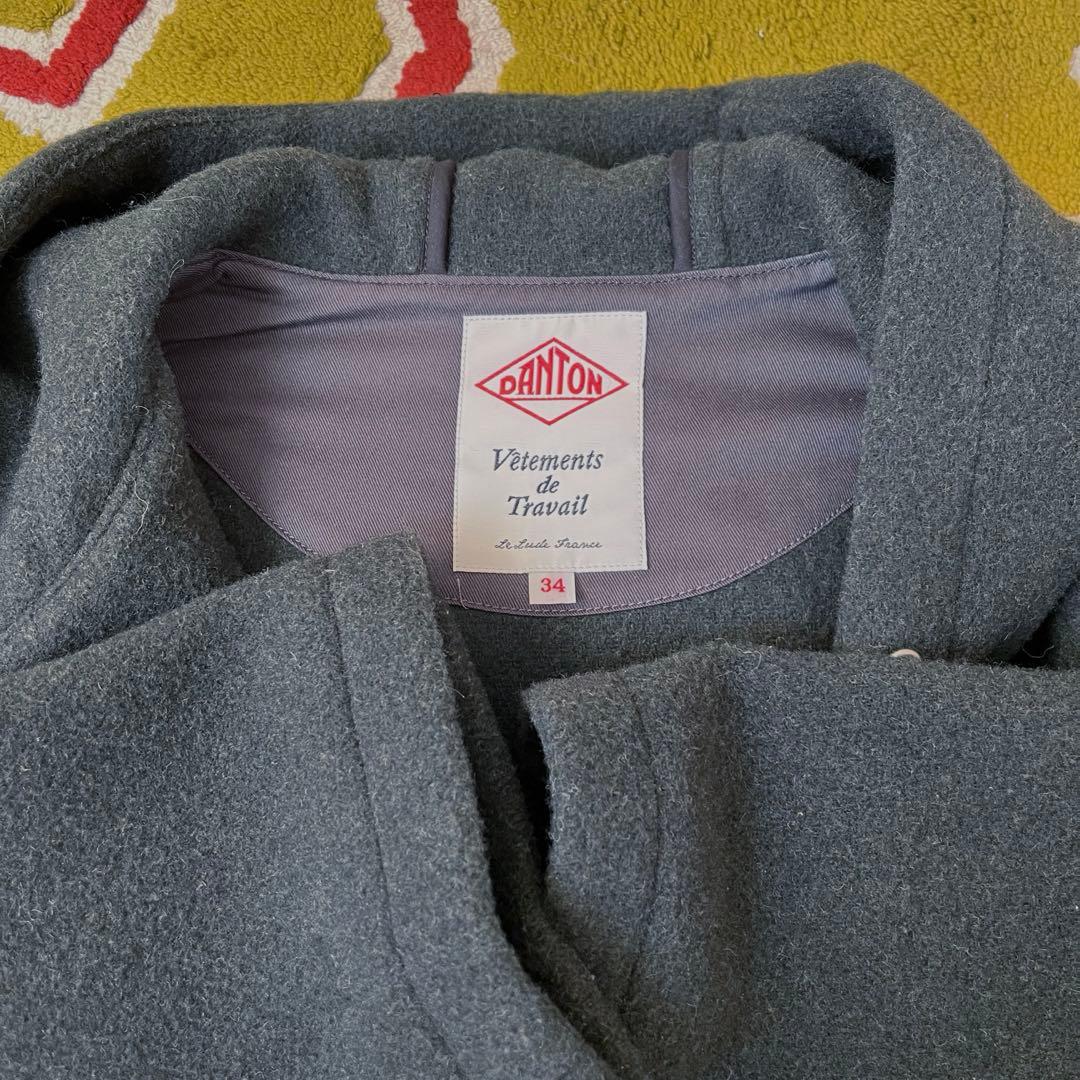 DANTON
Vêtements
de
Travail
Le Lude France
34